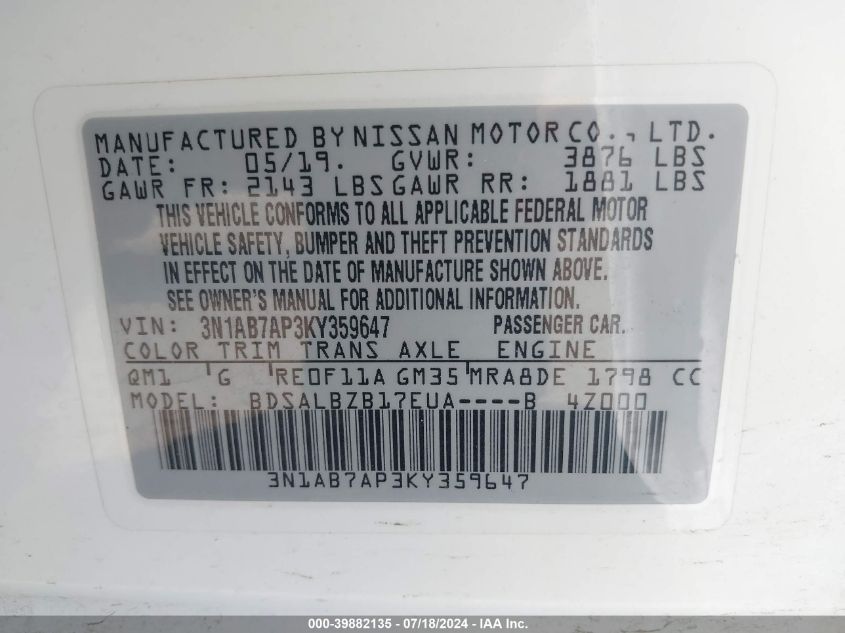 MANUFACTURED BY NISSAN MOTOR CO., LTD.
DATE: 05/19. GVWR: 3876 LBS
GAWR FR: 2143 LBS GAWR RR: 1881 LBS
THIS VEHICLE CONFORMS TO ALL APPLICABLE FEDERAL MOTOR
VEHICLE SAFETY, BUMPER AND THEFT PREVENTION STANDARDS
IN EFFECT ON THE DATE OF MANUFACTURE SHOWN ABOVE.
SEE OWNER'S MANUAL FOR ADDITIONAL INFORMATION.
VIN: 3N1AB7AP3KY359647 PASSENGER CAR.
COLOR TRIM TRANS AXLE ENGINE
QM1 'G 'RE0F11A GM35'MRA8DE 1798 CC
MODEL: BDSALBZB17EUA----B 4Z000
3N1AB7AP3KY359647
000-39882135 - 07/18/2024 - IAA Inc.